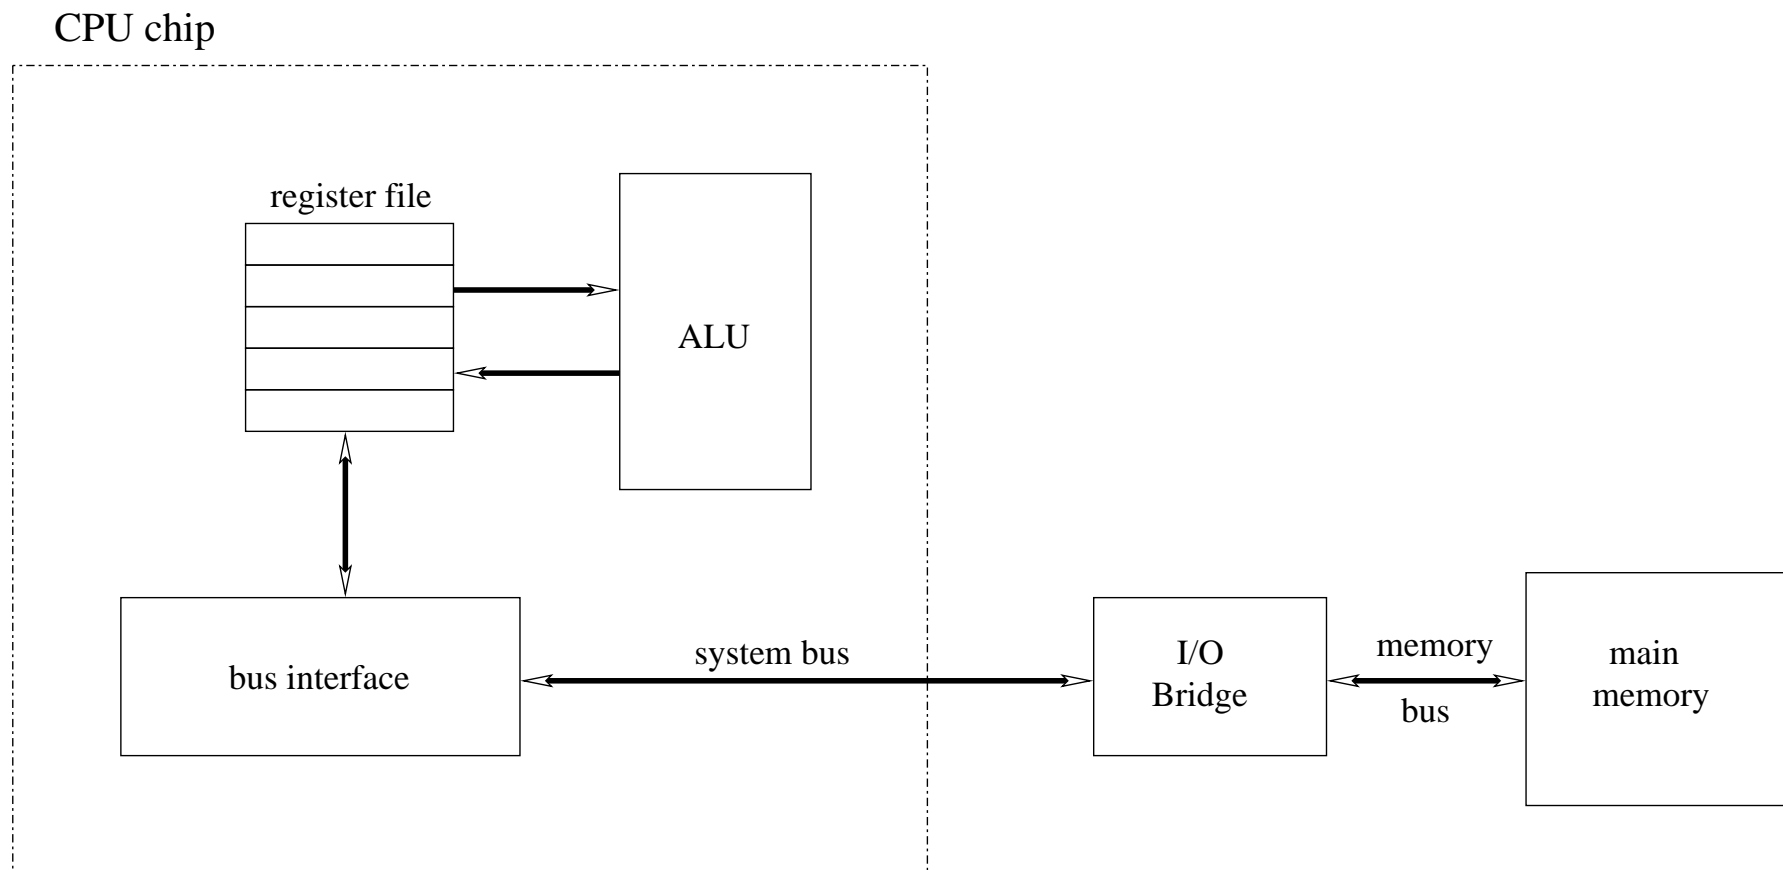 CPU chip
register file
ALU
bus interface
system bus
I/O
Bridge
memory
bus
main
memory